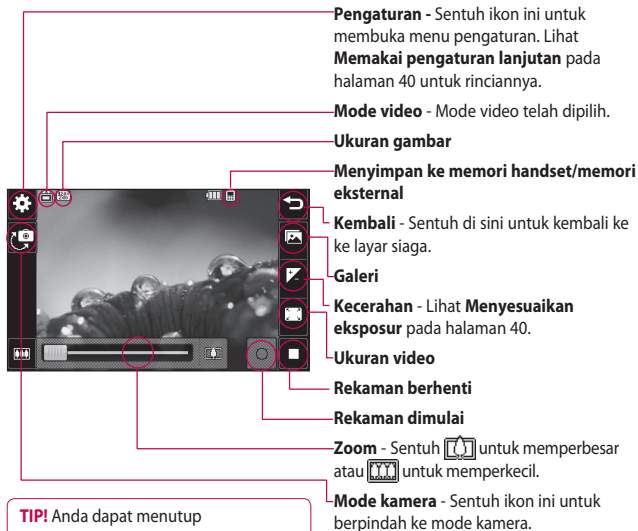 Pengaturan - Sentuh ikon ini untuk
membuka menu pengaturan. Lihat
Memakai pengaturan lanjutan pada
halaman 40 untuk rinciannya.
Mode video - Mode video telah dipilih.
Ukuran gambar
Menyimpan ke memori handset/memori
eksternal
Kembali - Sentuh di sini untuk kembali ke
ke layar siaga.
Galeri
Kecerahan - Lihat Menyesuaikan
eksposur pada halaman 40.
Ukuran video
Rekaman berhenti
Rekaman dimulai
Zoom - Sentuh untuk memperbesar
atau untuk memperkecil.
Mode kamera - Sentuh ikon ini untuk
berpindah ke mode kamera.
TIP! Anda dapat menutup